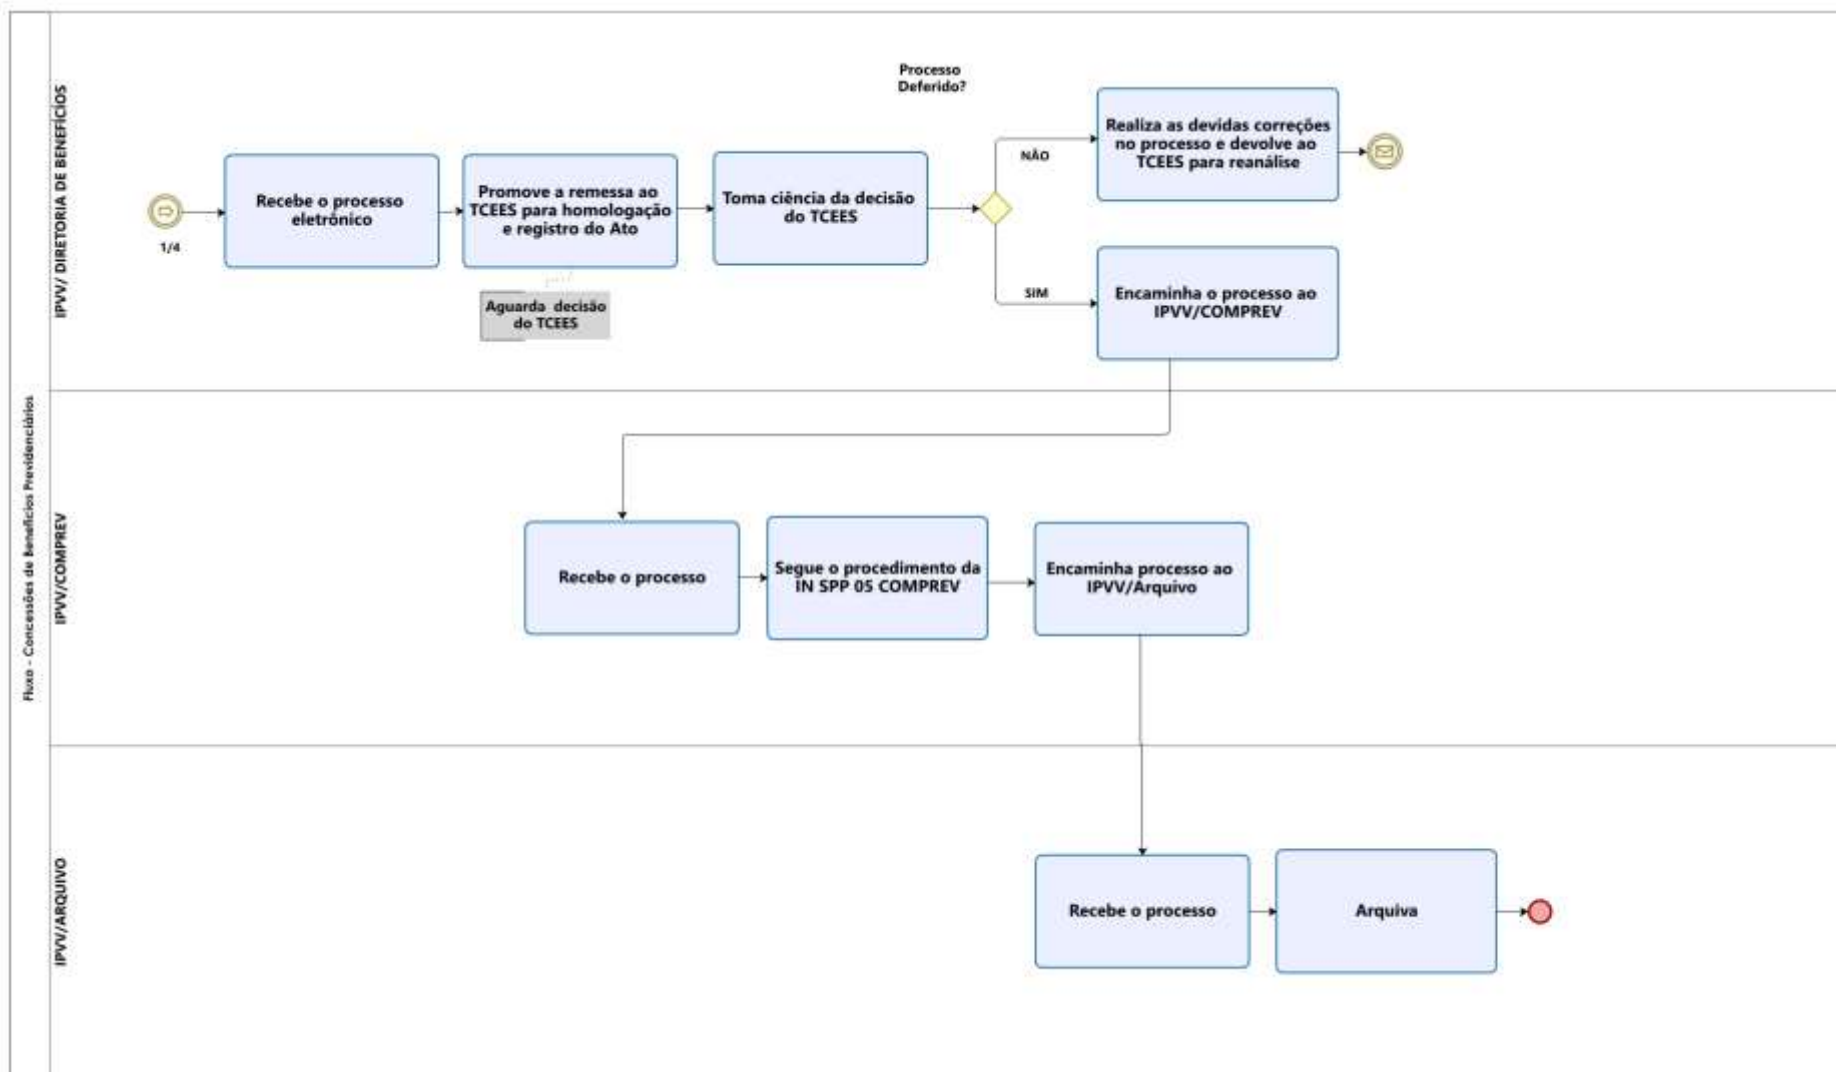 Fluxo - Concessões de Benefícios Previdenciários
IPVV/ DIRETORIA DE BENEFÍCIOS
1/4
Recebe o processo
eletrônico
Promove a remessa ao
TCEES para homologação
e registro do Ato
Aguarda decisão
do TCEES
Toma ciência da decisão
do TCEES
Processo
Deferido?
NÃO
Realiza as devidas correções
no processo e devolve ao
TCEES para reanálise
SIM
Encaminha o processo ao
IPVV/COMPREV
IPVV/COMPREV
Recebe o processo
Segue o procedimento da
IN SPP 05 COMPREV
Encaminha processo ao
IPVV/Arquivo
IPVV/ARQUIVO
Recebe o processo
Arquiva